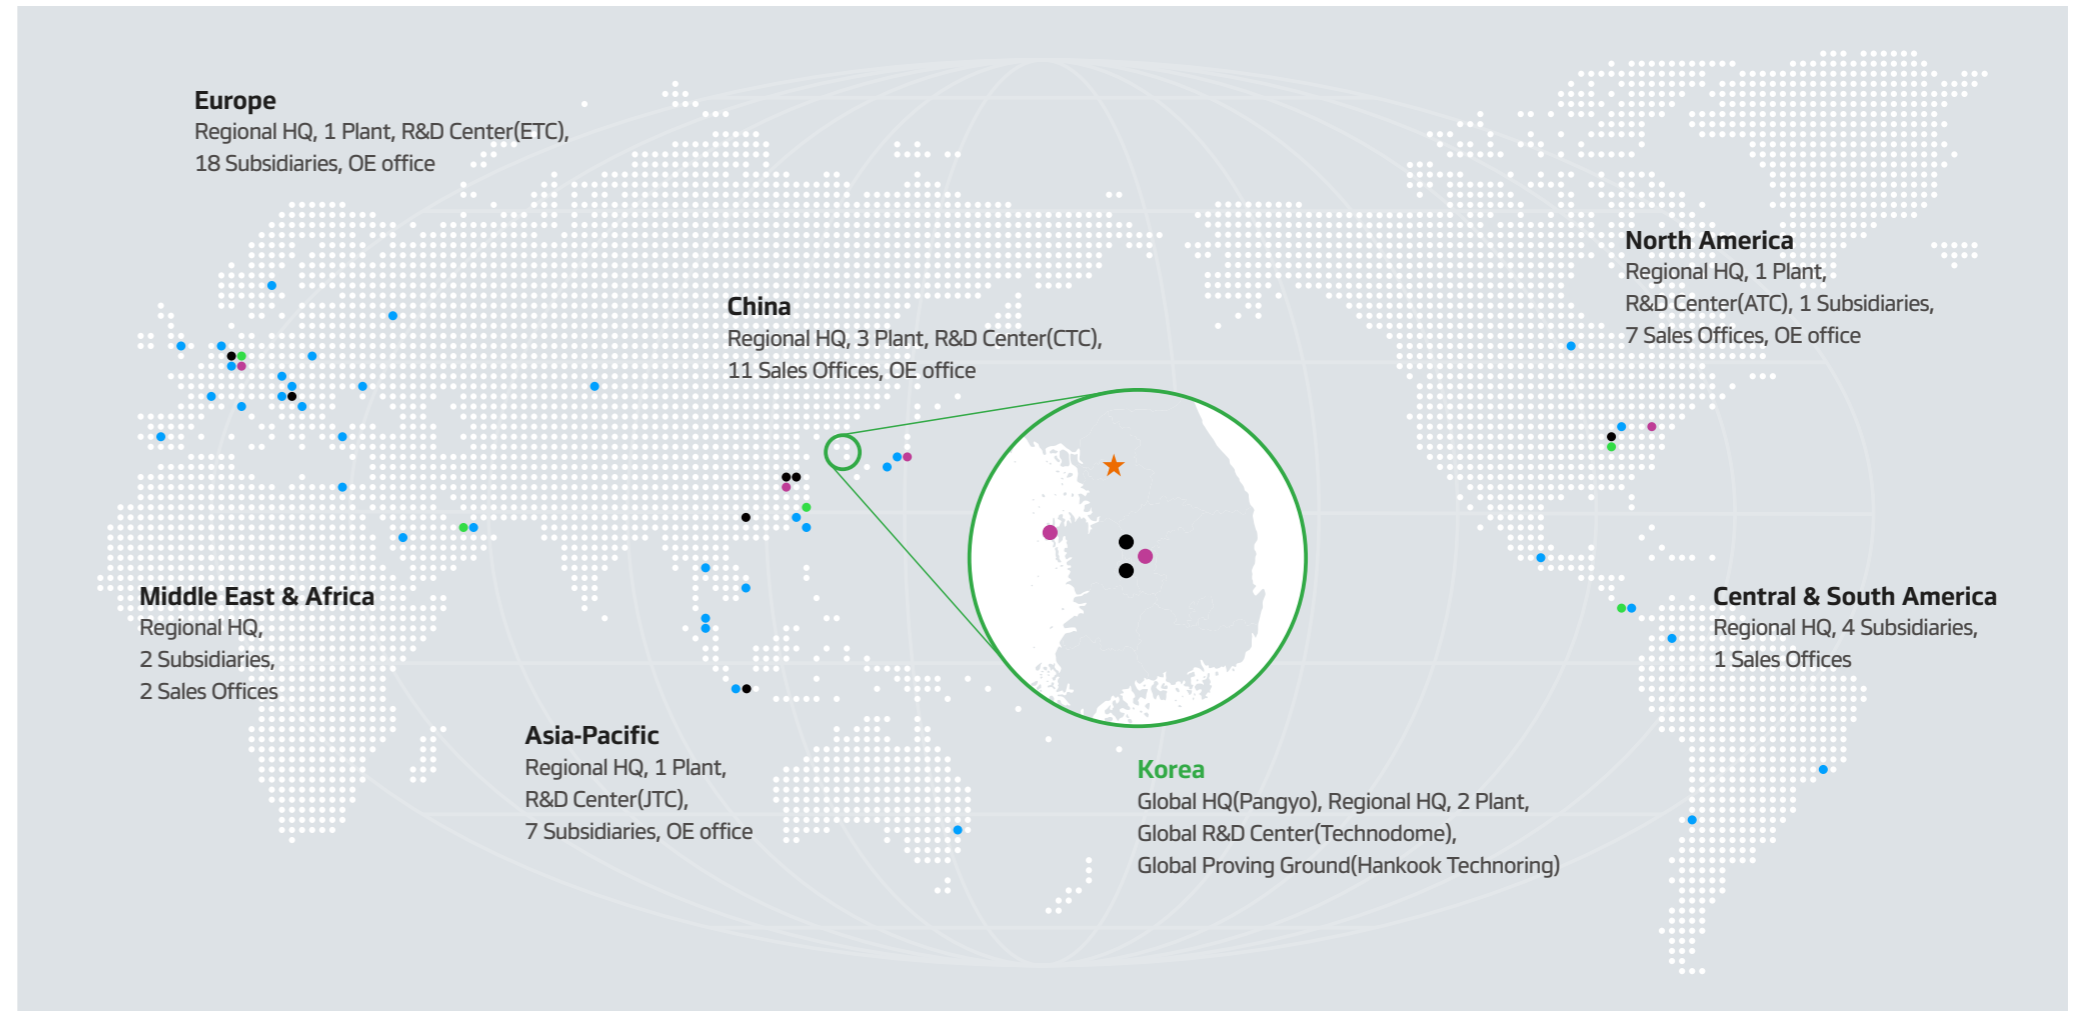 Europe
Regional HQ, 1 Plant, R&D Center(ETC),
18 Subsidiaries, OE office
North America
Regional HQ, 1 Plant,
R&D Center(ATC), 1 Subsidiaries,
7 Sales Offices, OE office
China
Regional HQ, 3 Plant, R&D Center(CTC),
11 Sales Offices, OE office
Middle East & Africa
Regional HQ,
2 Subsidiaries,
2 Sales Offices
Central & South America
Regional HQ, 4 Subsidiaries,
1 Sales Offices
Asia-Pacific
Regional HQ, 1 Plant,
R&D Center(JTC),
7 Subsidiaries, OE office
Korea
Global HQ(Pangyo), Regional HQ, 2 Plant,
Global R&D Center(Technodome),
Global Proving Ground(Hankook Technoring)